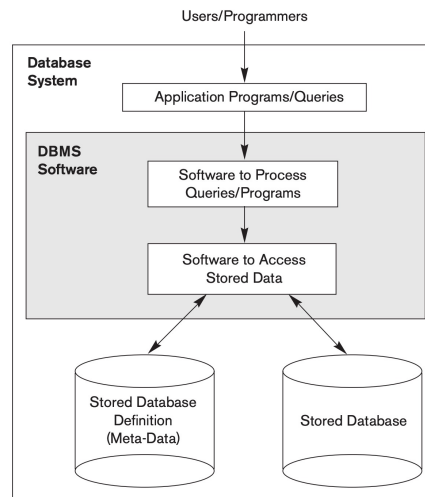 Users/Programmers
Database
System
Application Programs/Queries
DBMS
Software
Software to Process
Queries/Programs
Software to Access
Stored Data
Stored Database
Definition
(Meta-Data)
Stored Database